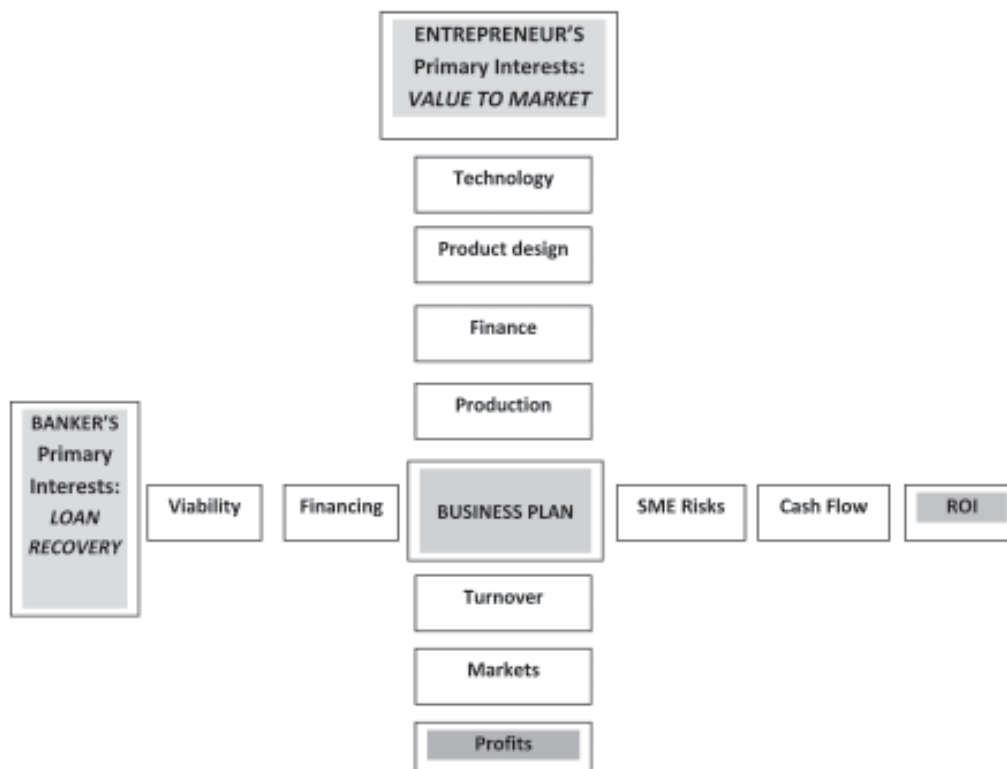 ENTREPRENEUR'S
Primary Interests:
VALUE TO MARKET
Technology
Product design
Finance
Production
BANKER'S
Primary
Interests:
LOAN
RECOVERY
Viability
Financing
BUSINESS PLAN
SME Risks
Cash Flow
ROI
Turnover
Markets
Profits